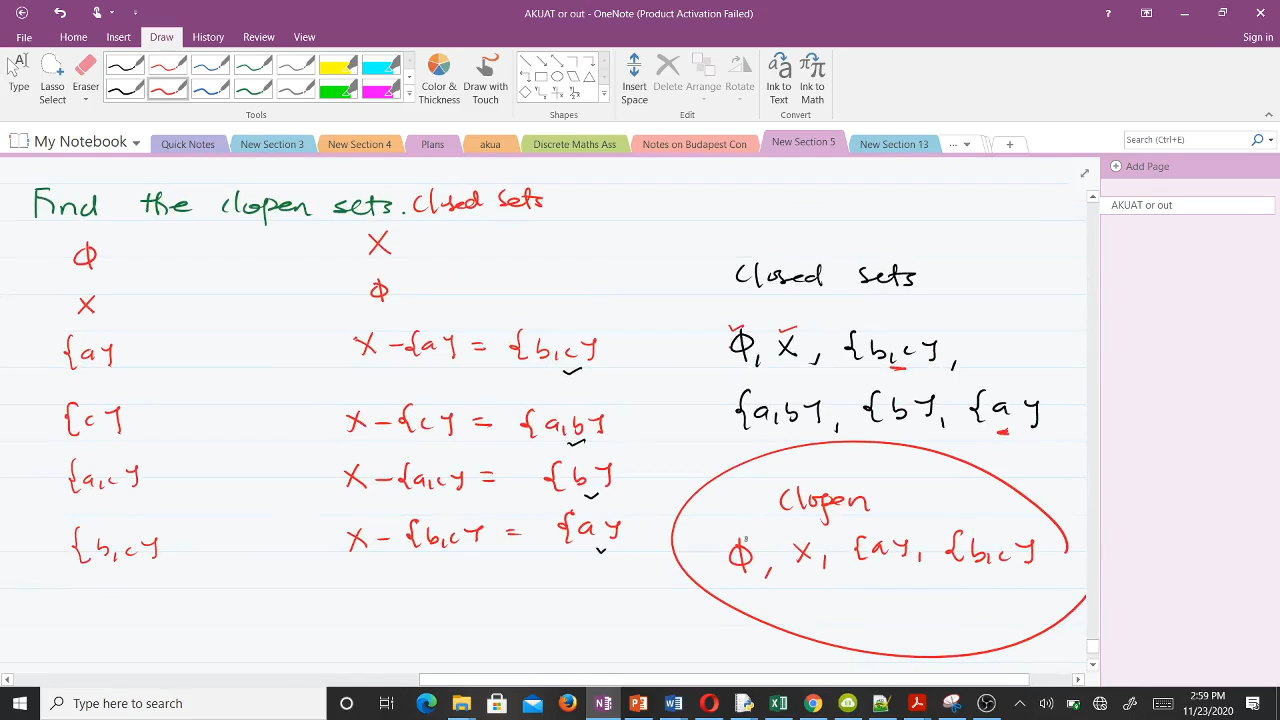 AKUAT or out - OneNote (Product Activation Failed)
File Home Insert Draw History Review View
Sign in
Type Lasso Select Eraser
Color & Thickness Draw with Touch
Insert Space Delete Arrange Rotate
Ink to Text Ink to Math
Tools Shapes Edit Convert
My Notebook Quick Notes New Section 3 New Section 4 Plans akua Discrete Maths Ass Notes on Budapest Con New Section 5 New Section 13 ...
Search (Ctrl+E)
Add Page
AKUAT or out
Find the clopen sets. Closed sets
Φ X
X Φ
{a} X - {a} = {b,c}
{c} X - {c} = {a,b}
{a,c} X - {a,c} = {b}
{b,c} X - {b,c} = {a}
Closed sets
Φ, X, {b,c},
{a,b}, {b}, {a}
Clopen
Φ, X, {a}, {b,c}
Type here to search
2:59 PM
11/23/2020